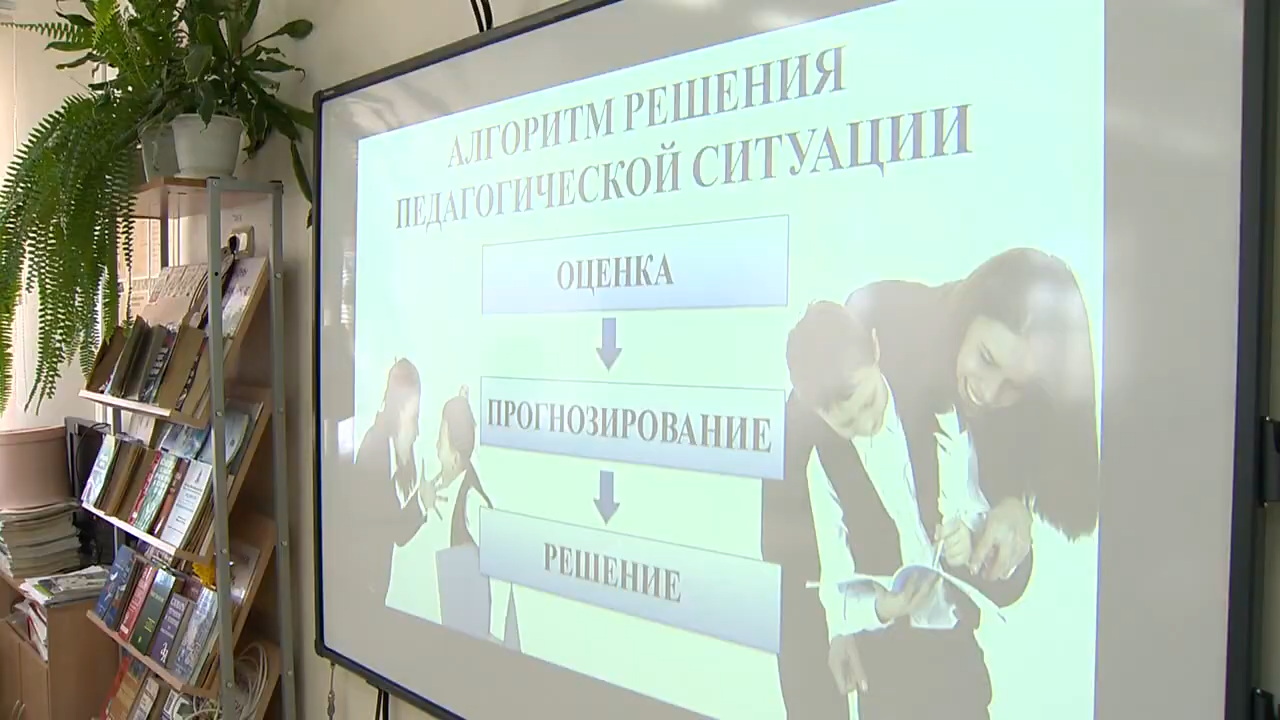 АЛГОРИТМ РЕШЕНИЯ
ПЕДАГОГИЧЕСКОЙ СИТУАЦИИ
ОЦЕНКА
ПРОГНОЗИРОВАНИЕ
РЕШЕНИЕ